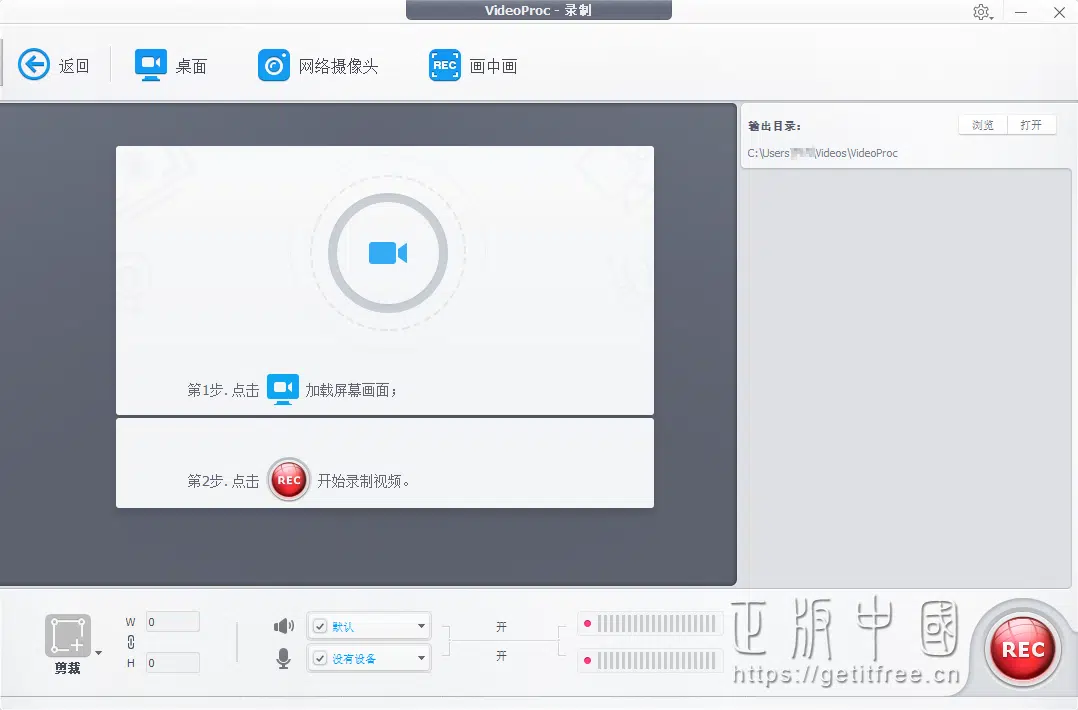 VideoProc - 录制
返回
桌面
网络摄像头
REC
画中画
输出目录:
浏览
打开
C:\Users \Videos\VideoProc
第1步. 点击 加载屏幕画面;
第2步. 点击 REC 开始录制视频。
剪裁
W 0
H 0
默认
没有设备
开
开
正版中國
https://getitfree.cn
REC